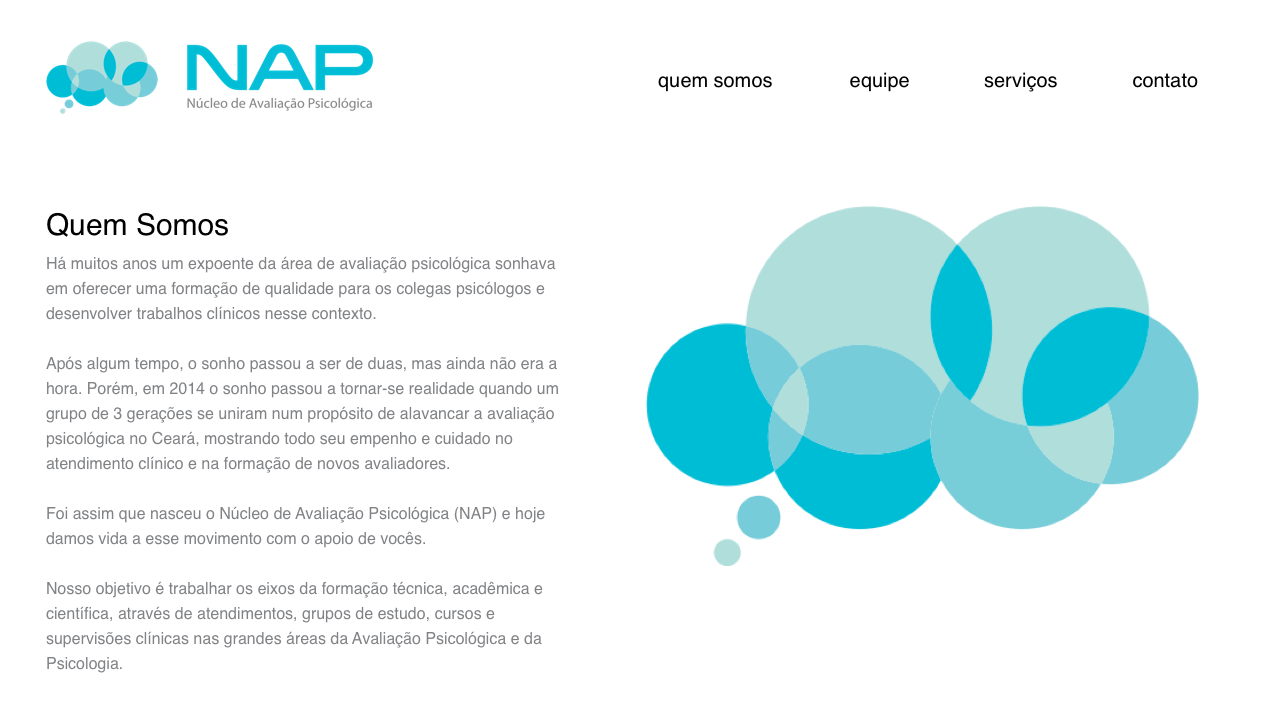 NAP
Núcleo de Avaliação Psicológica
quem somos equipe serviços contato
Quem Somos
Há muitos anos um expoente da área de avaliação psicológica sonhava
em oferecer uma formação de qualidade para os colegas psicólogos e
desenvolver trabalhos clínicos nesse contexto.
Após algum tempo, o sonho passou a ser de duas, mas ainda não era a
hora. Porém, em 2014 o sonho passou a tornar-se realidade quando um
grupo de 3 gerações se uniram num propósito de alavancar a avaliação
psicológica no Ceará, mostrando todo seu empenho e cuidado no
atendimento clínico e na formação de novos avaliadores.
Foi assim que nasceu o Núcleo de Avaliação Psicológica (NAP) e hoje
damos vida a esse movimento com o apoio de vocês.
Nosso objetivo é trabalhar os eixos da formação técnica, acadêmica e
científica, através de atendimentos, grupos de estudo, cursos e
supervisões clínicas nas grandes áreas da Avaliação Psicológica e da
Psicologia.